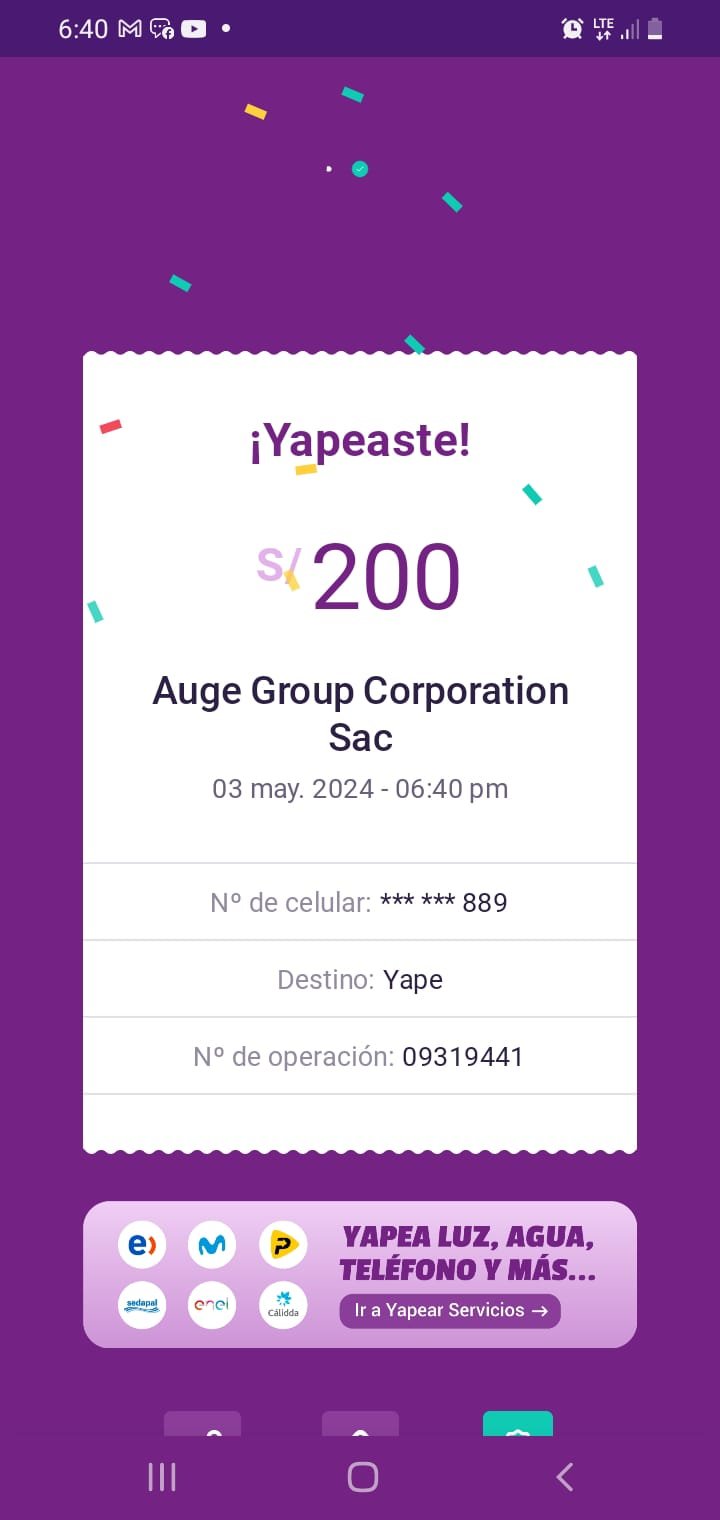 6:40
LTE
¡Yapeaste!
S/ 200
Auge Group Corporation
Sac
03 may. 2024 - 06:40 pm
Nº de celular: *** *** 889
Destino: Yape
Nº de operación: 09319441
e)
P
YAPEA LUZ, AGUA,
TELÉFONO Y MÁS...
sedapal
enel
Cálidda
Ir a Yapear Servicios →